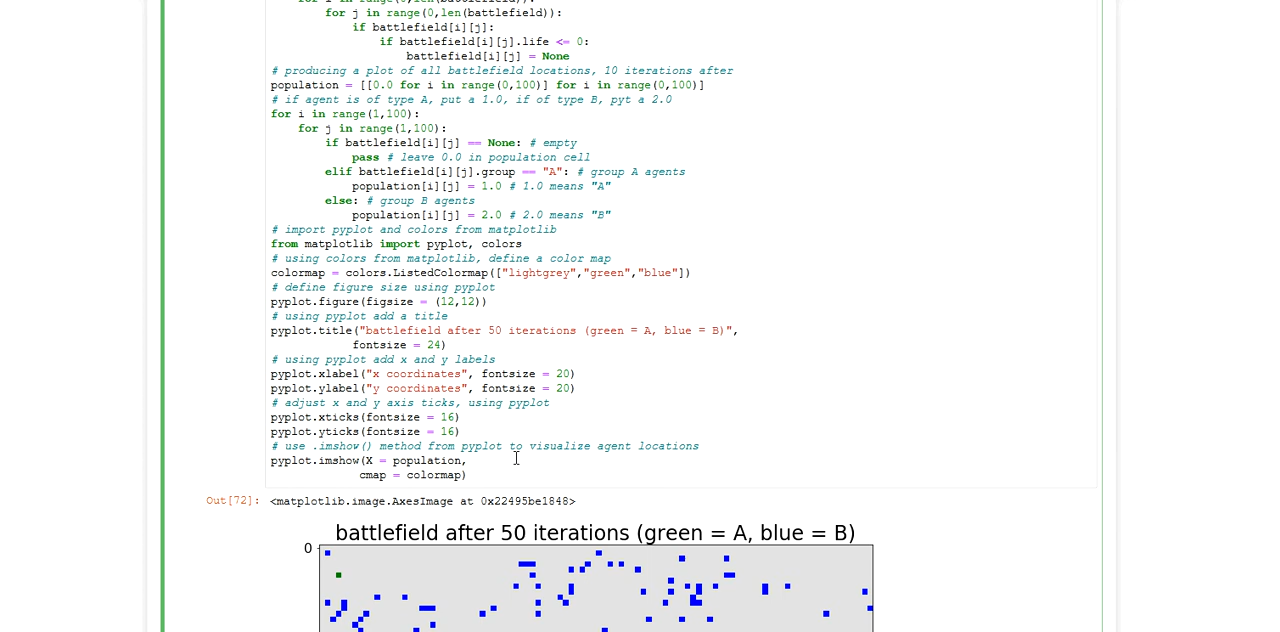 for i in range(0,len(battlefield)):
for j in range(0,len(battlefield)):
if battlefield[i][j]:
if battlefield[i][j].life <= 0:
battlefield[i][j] = None
# producing a plot of all battlefield locations, 10 iterations after
population = [[0.0 for i in range(0,100)] for i in range(0,100)]
# if agent is of type A, put a 1.0, if of type B, pyt a 2.0
for i in range(1,100):
for j in range(1,100):
if battlefield[i][j] == None: # empty
pass # leave 0.0 in population cell
elif battlefield[i][j].group == "A": # group A agents
population[i][j] = 1.0 # 1.0 means "A"
else: # group B agents
population[i][j] = 2.0 # 2.0 means "B"
# import pyplot and colors from matplotlib
from matplotlib import pyplot, colors
# using colors from matplotlib, define a color map
colormap = colors.ListedColormap(["lightgrey","green","blue"])
# define figure size using pyplot
pyplot.figure(figsize = (12,12))
# using pyplot add a title
pyplot.title("battlefield after 50 iterations (green = A, blue = B)",
fontsize = 24)
# using pyplot add x and y labels
pyplot.xlabel("x coordinates", fontsize = 20)
pyplot.ylabel("y coordinates", fontsize = 20)
# adjust x and y axis ticks, using pyplot
pyplot.xticks(fontsize = 16)
pyplot.yticks(fontsize = 16)
# use .imshow() method from pyplot to visualize agent locations
pyplot.imshow(X = population,
cmap = colormap)
Out[72]: <matplotlib.image.AxesImage at 0x22495be1848>
battlefield after 50 iterations (green = A, blue = B)
0